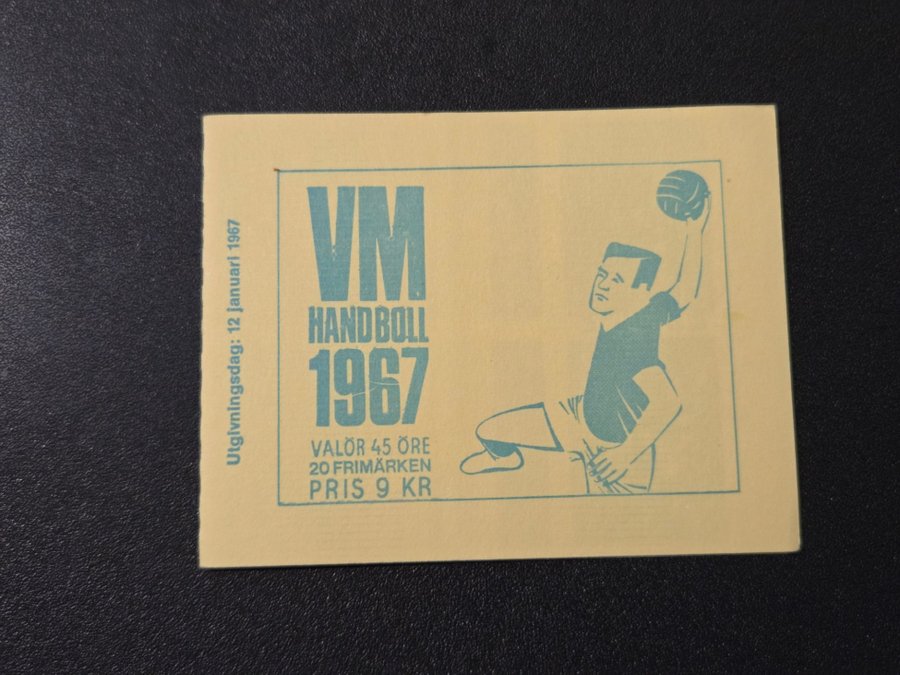 Utgivningsdag: 12 januari 1967
VM
HANDBOLL
1967
VALÖR 45 ÖRE
20 FRIMÄRKEN
PRIS 9 KR